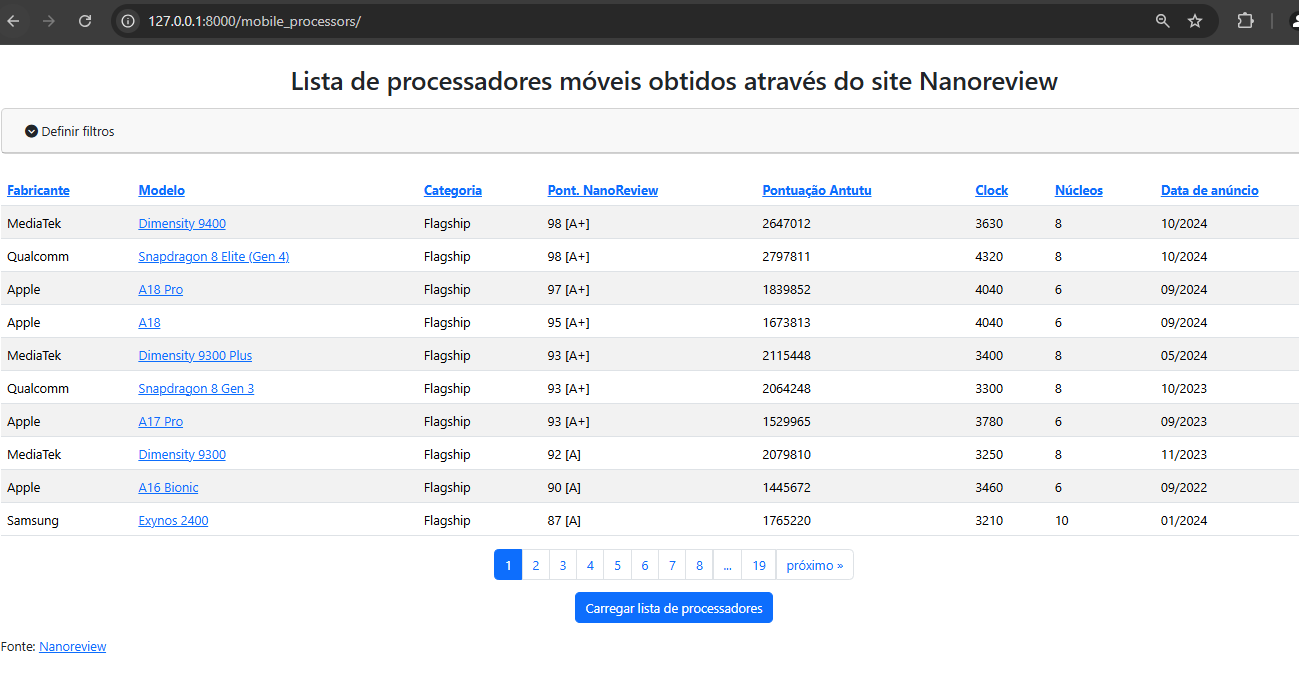 127.0.0.1:8000/mobile_processors/
Lista de processadores móveis obtidos através do site Nanoreview
Definir filtros
Fabricante Modelo Categoria Pont. NanoReview Pontuação Antutu Clock Núcleos Data de anúncio
MediaTek Dimensity 9400 Flagship 98 [A+] 2647012 3630 8 10/2024
Qualcomm Snapdragon 8 Elite (Gen 4) Flagship 98 [A+] 2797811 4320 8 10/2024
Apple A18 Pro Flagship 97 [A+] 1839852 4040 6 09/2024
Apple A18 Flagship 95 [A+] 1673813 4040 6 09/2024
MediaTek Dimensity 9300 Plus Flagship 93 [A+] 2115448 3400 8 05/2024
Qualcomm Snapdragon 8 Gen 3 Flagship 93 [A+] 2064248 3300 8 10/2023
Apple A17 Pro Flagship 93 [A+] 1529965 3780 6 09/2023
MediaTek Dimensity 9300 Flagship 92 [A] 2079810 3250 8 11/2023
Apple A16 Bionic Flagship 90 [A] 1445672 3460 6 09/2022
Samsung Exynos 2400 Flagship 87 [A] 1765220 3210 10 01/2024
1 2 3 4 5 6 7 8 ... 19 próximo »
Carregar lista de processadores
Fonte: Nanoreview